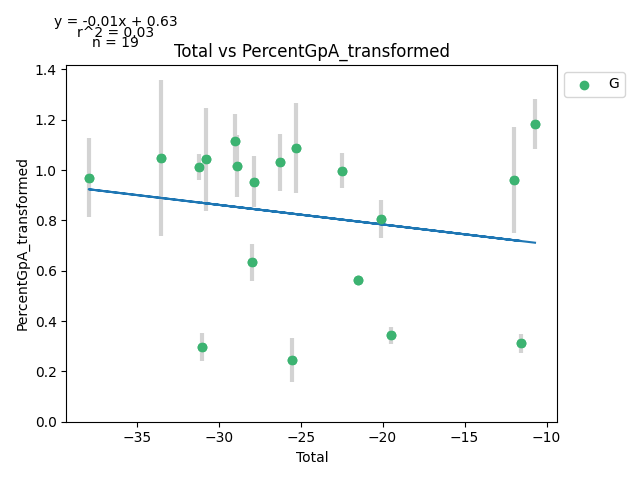 y = -0.01x + 0.63
r^2 = 0.03
n = 19
Total vs PercentGpA_transformed
G
PercentGpA_transformed
1.4
1.2
1.0
0.8
0.6
0.4
0.2
0.0
−35
−30
−25
−20
−15
−10
Total